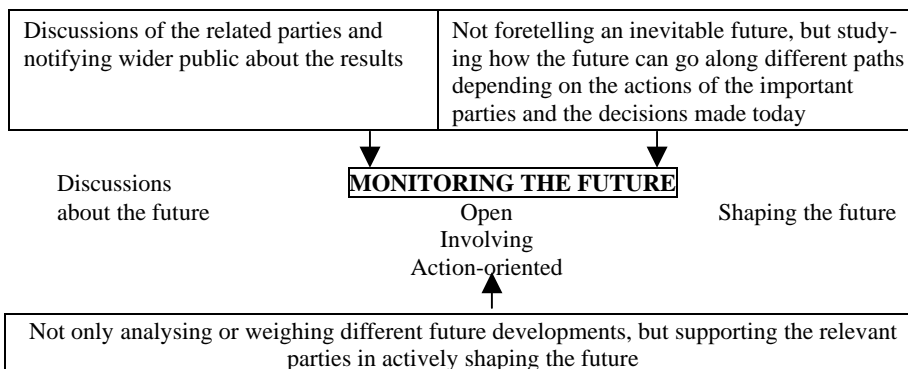 Discussions of the related parties and
notifying wider public about the results
Not foretelling an inevitable future, but study-
ing how the future can go along different paths
depending on the actions of the important
parties and the decisions made today
Discussions
about the future
MONITORING THE FUTURE
Open
Involving
Action-oriented
Shaping the future
Not only analysing or weighing different future developments, but supporting the relevant
parties in actively shaping the future